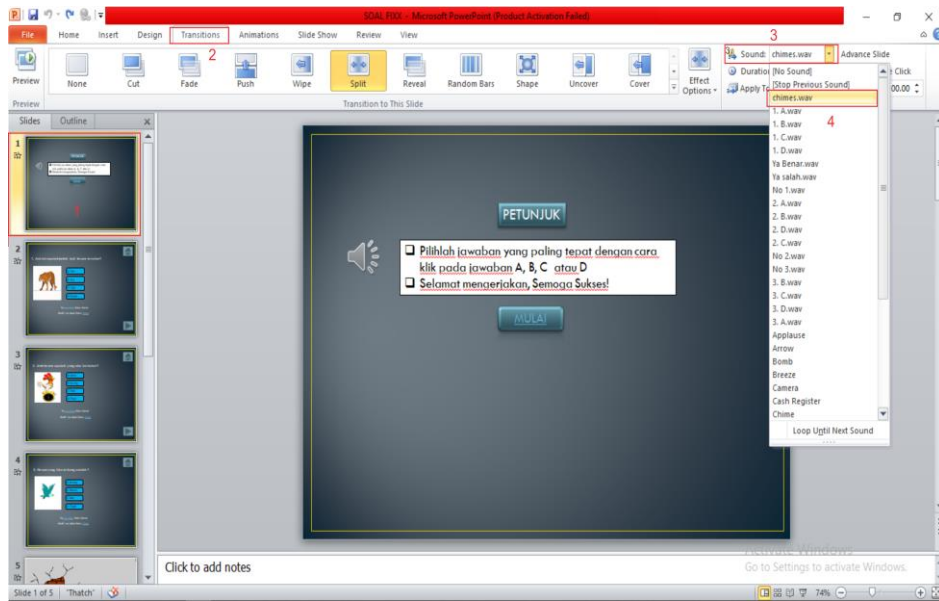 SOAL FIXX - Microsoft PowerPoint (Product Activation Failed)
File Home Insert Design Transitions Animations Slide Show Review View
2
3
Preview
None Cut Fade Push Wipe Split Reveal Random Bars Shape Uncover Cover
Effect Options
Sound: chimes.wav Advance Slide
Duration
Click
Apply To
00.00
Preview
Transition to This Slide
[No Sound]
[Stop Previous Sound]
chimes.wav
4
1. A.wav
1. B.wav
1. C.wav
1. D.wav
Ya Benar.wav
Ya salah.wav
No 1.wav
2. A.wav
2. B.wav
2. D.wav
2. C.wav
No 2.wav
No 3.wav
3. B.wav
3. C.wav
3. D.wav
3. A.wav
Applause
Arrow
Bomb
Breeze
Camera
Cash Register
Chime
Loop Until Next Sound
Slides Outline
1
1
2
3
4
5
PETUNJUK
Pilihlah jawaban yang paling tepat dengan cara
klik pada jawaban A, B, C atau D
Selamat mengerjakan, Semoga Sukses!
MULAI
Click to add notes
Activate Windows
Go to Settings to activate Windows.
Slide 1 of 5 "Thatch" 74%